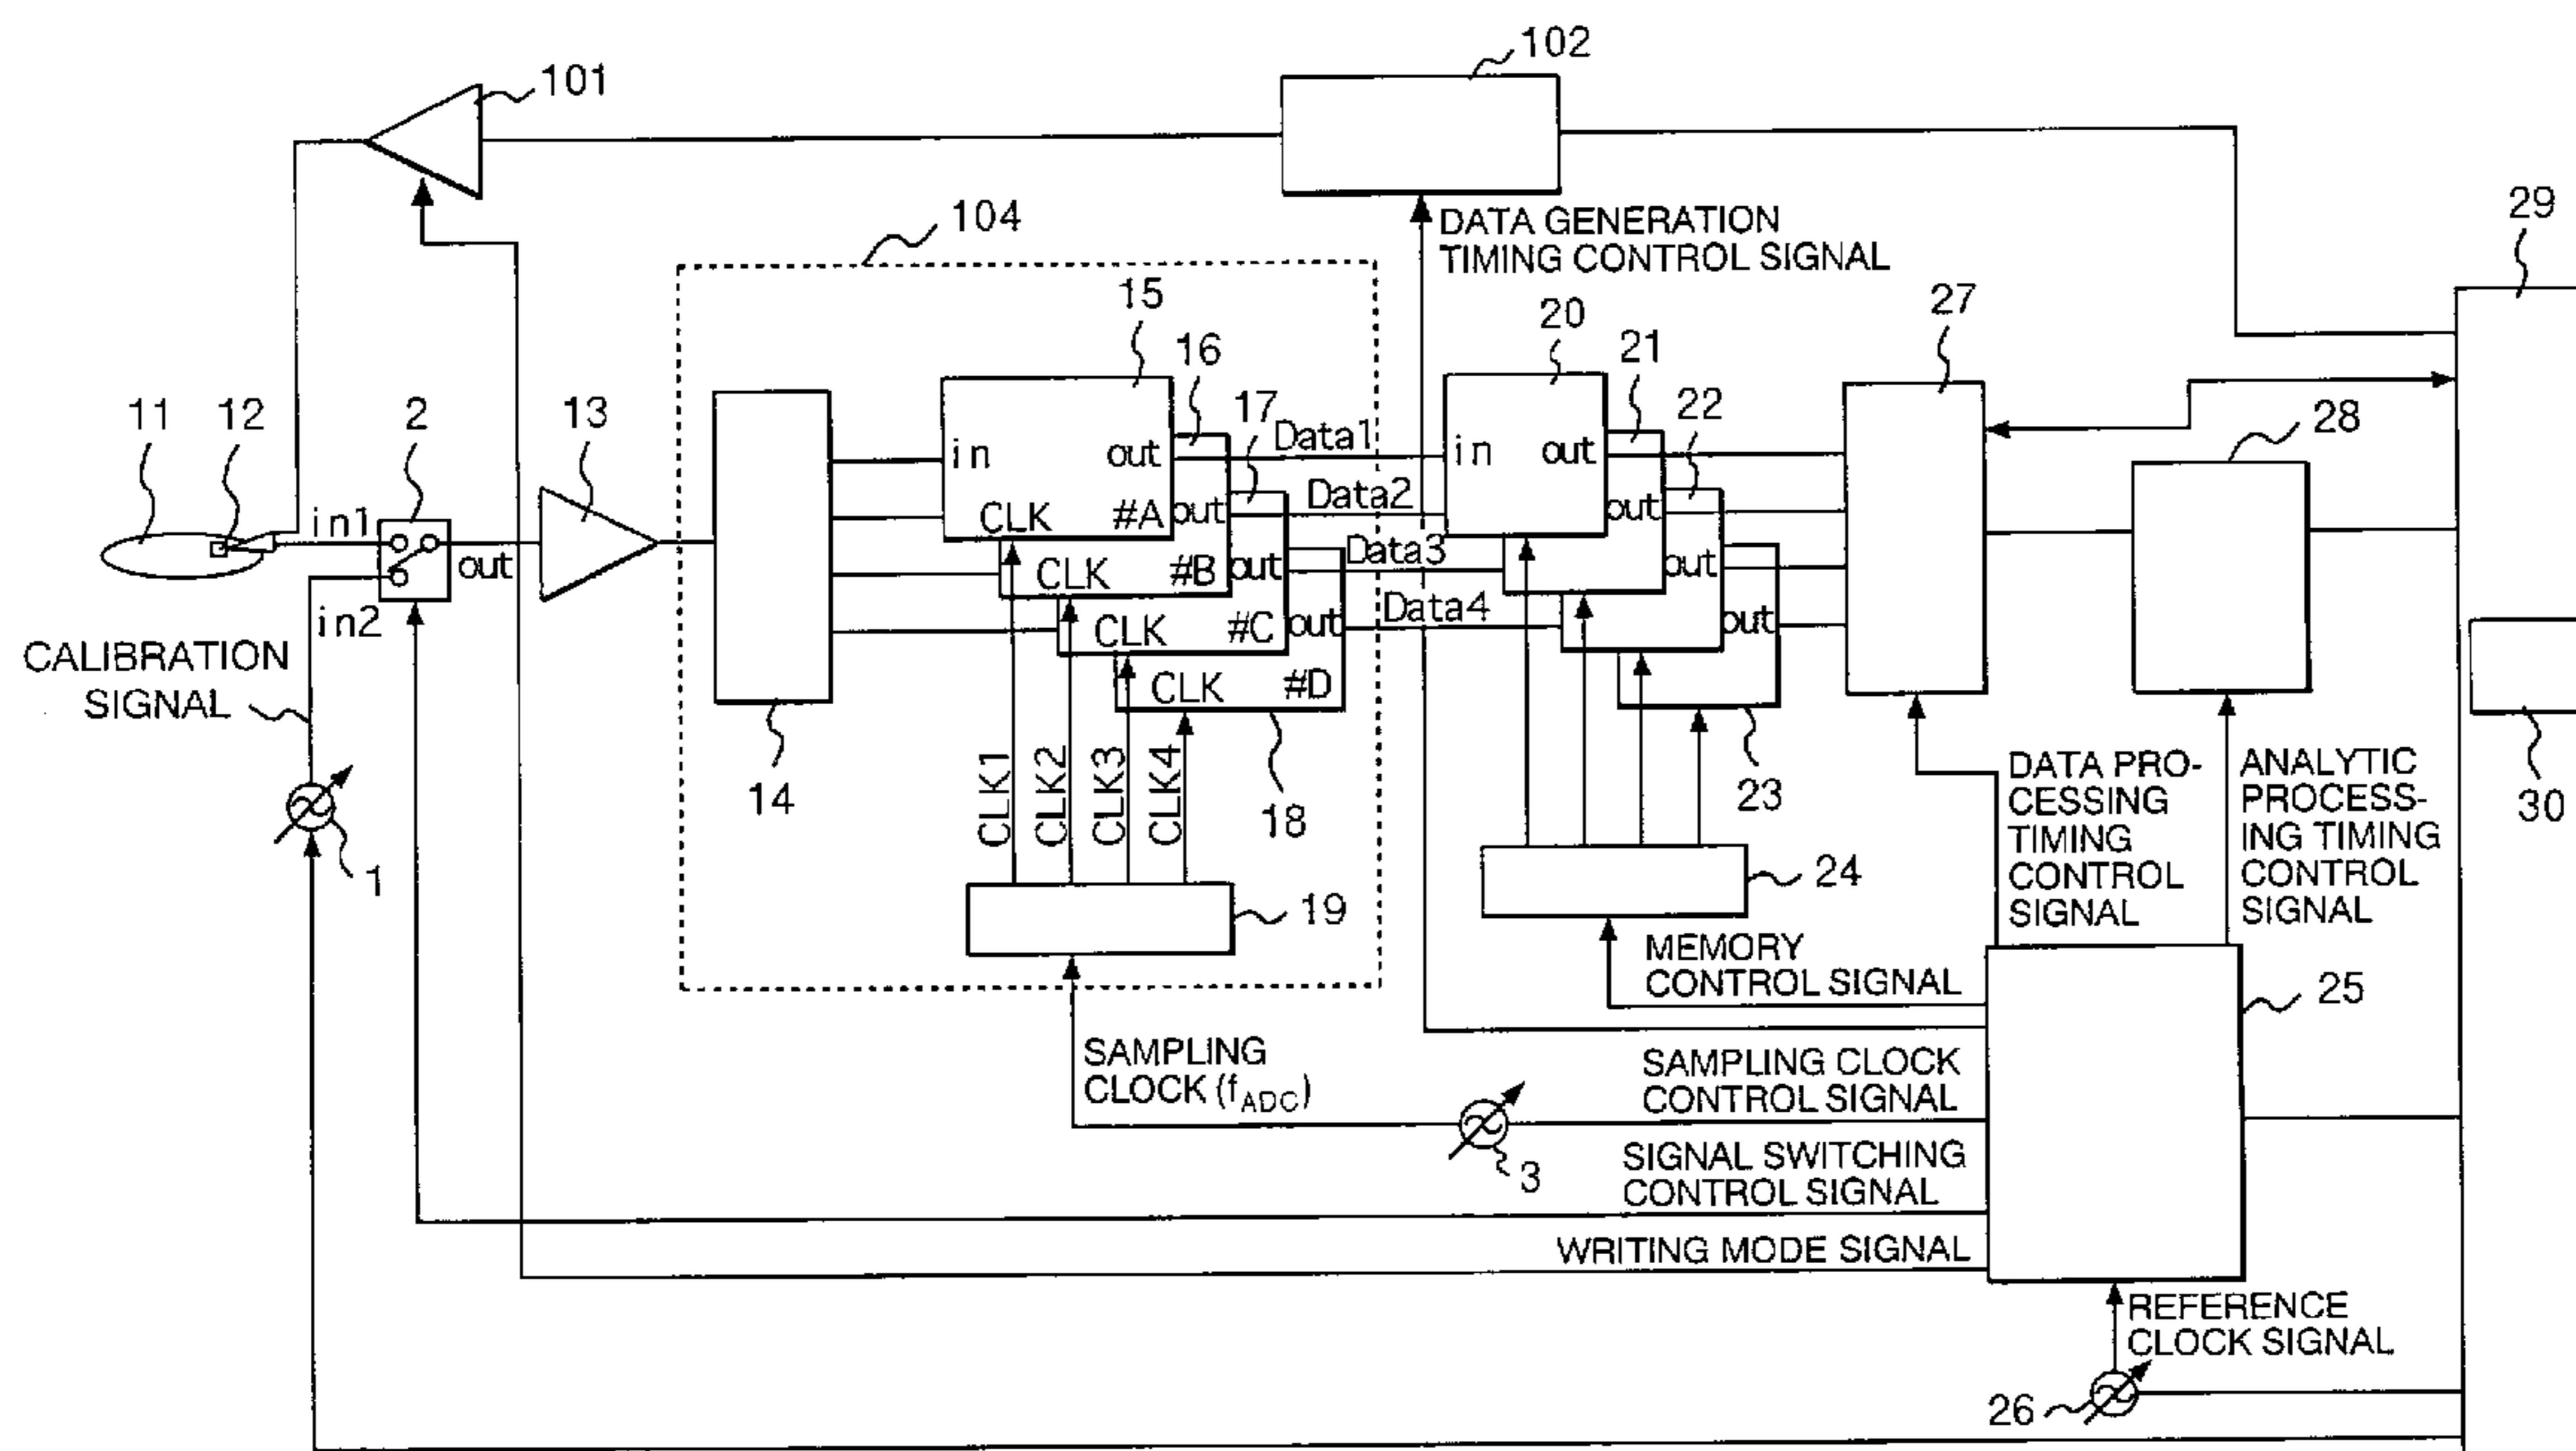 102
101
DATA GENERATION
TIMING CONTROL SIGNAL
29
104
15
20
27
16
21
11
12
2
13
17
22
28
Data1
in
out
in
out
in1
Data2
CLK
#A
out
out
out
in2
Data3
CLK
#B
out
out
Data4
CLK
#C
out
out
CALIBRATION
SIGNAL
CLK
#D
14
CLK1
CLK2
CLK3
CLK4
18
23
30
DATA PRO-
CESSING
TIMING
CONTROL
SIGNAL
ANALYTIC
PROCESS-
ING TIMING
CONTROL
SIGNAL
1
19
24
MEMORY
CONTROL SIGNAL
25
SAMPLING
CLOCK (fADC)
SAMPLING CLOCK
CONTROL SIGNAL
3
SIGNAL SWITCHING
CONTROL SIGNAL
WRITING MODE SIGNAL
REFERENCE
CLOCK SIGNAL
26